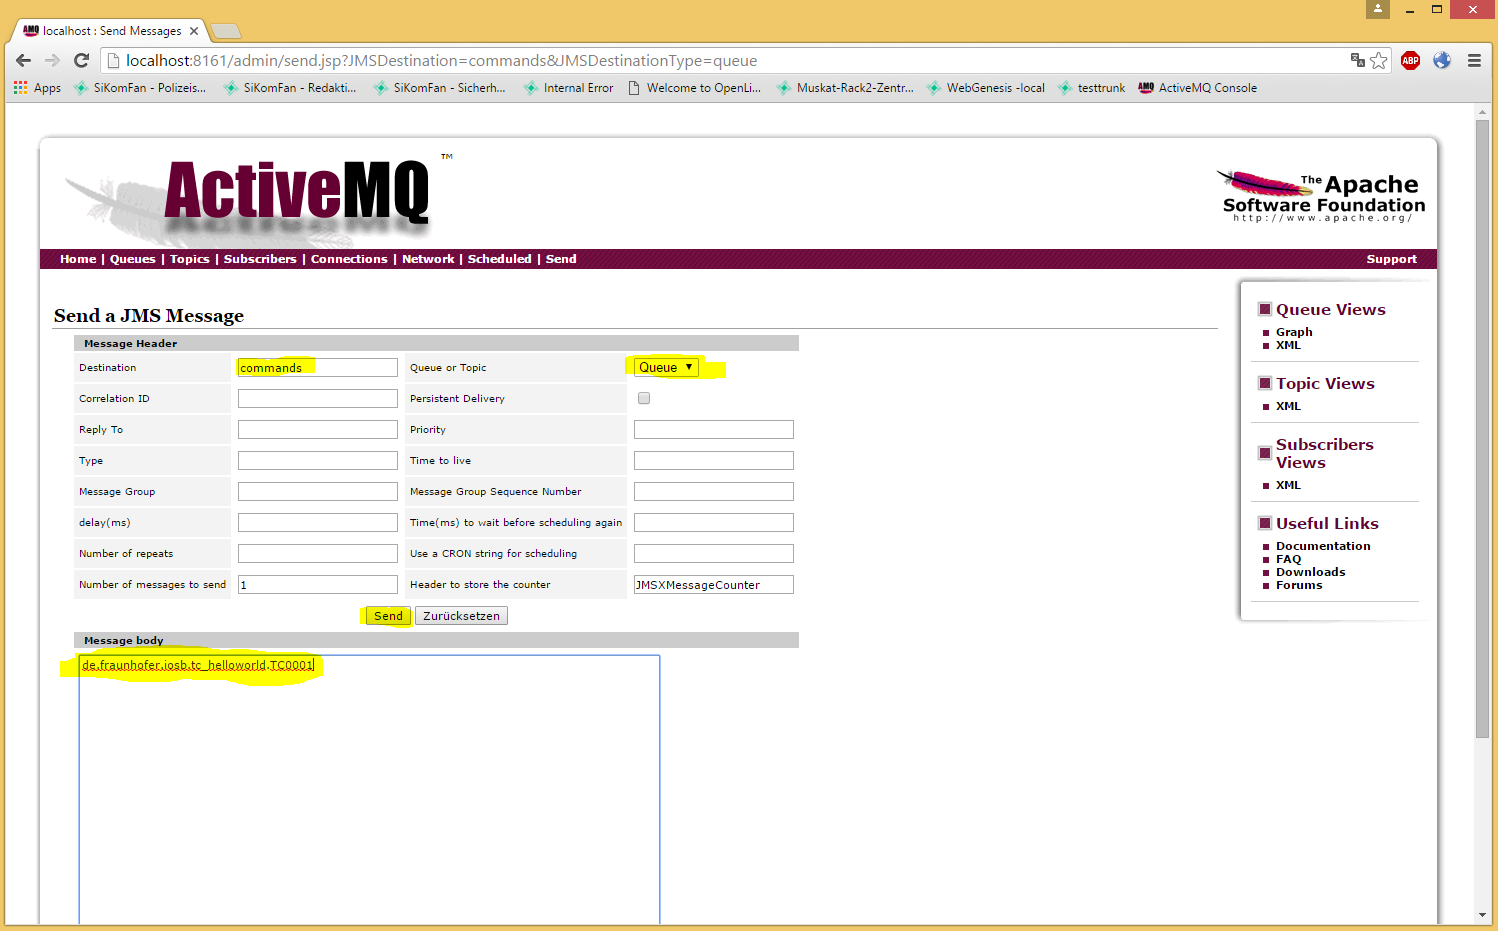 AMQ localhost : Send Messages
localhost:8161/admin/send.jsp?JMSDestination=commands&JMSDestinationType=queue
ABP
Apps SiKomFan - Polizeis... SiKomFan - Redakti... SiKomFan - Sicherh... Internal Error Welcome to OpenLi... Muskat-Rack2-Zentr... WebGenesis -local testtrunk AMQ ActiveMQ Console
ActiveMQ ™
The Apache
Software Foundation
http://www.apache.org/
Home | Queues | Topics | Subscribers | Connections | Network | Scheduled | Send
Support
Send a JMS Message
Message Header
Destination commands Queue or Topic Queue
Correlation ID Persistent Delivery
Reply To Priority
Type Time to live
Message Group Message Group Sequence Number
delay(ms) Time(ms) to wait before scheduling again
Number of repeats Use a CRON string for scheduling
Number of messages to send 1 Header to store the counter JMSXMessageCounter
Send Zurücksetzen
Message body
de.fraunhofer.iosb.tc_helloworld.TC0001
Queue Views
Graph
XML
Topic Views
XML
Subscribers
Views
XML
Useful Links
Documentation
FAQ
Downloads
Forums